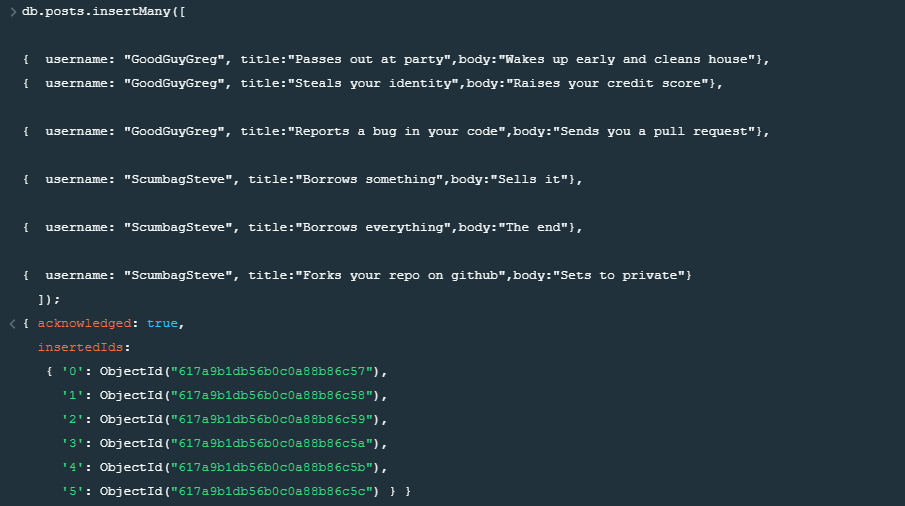 > db.posts.insertMany([
{  username: "GoodGuyGreg", title:"Passes out at party",body:"Wakes up early and cleans house"},
{  username: "GoodGuyGreg", title:"Steals your identity",body:"Raises your credit score"},
{  username: "GoodGuyGreg", title:"Reports a bug in your code",body:"Sends you a pull request"},
{  username: "ScumbagSteve", title:"Borrows something",body:"Sells it"},
{  username: "ScumbagSteve", title:"Borrows everything",body:"The end"},
{  username: "ScumbagSteve", title:"Forks your repo on github",body:"Sets to private"}
]);
< { acknowledged: true,
insertedIds:
{ '0': ObjectId("617a9b1db56b0c0a88b86c57"),
'1': ObjectId("617a9b1db56b0c0a88b86c58"),
'2': ObjectId("617a9b1db56b0c0a88b86c59"),
'3': ObjectId("617a9b1db56b0c0a88b86c5a"),
'4': ObjectId("617a9b1db56b0c0a88b86c5b"),
'5': ObjectId("617a9b1db56b0c0a88b86c5c") } }